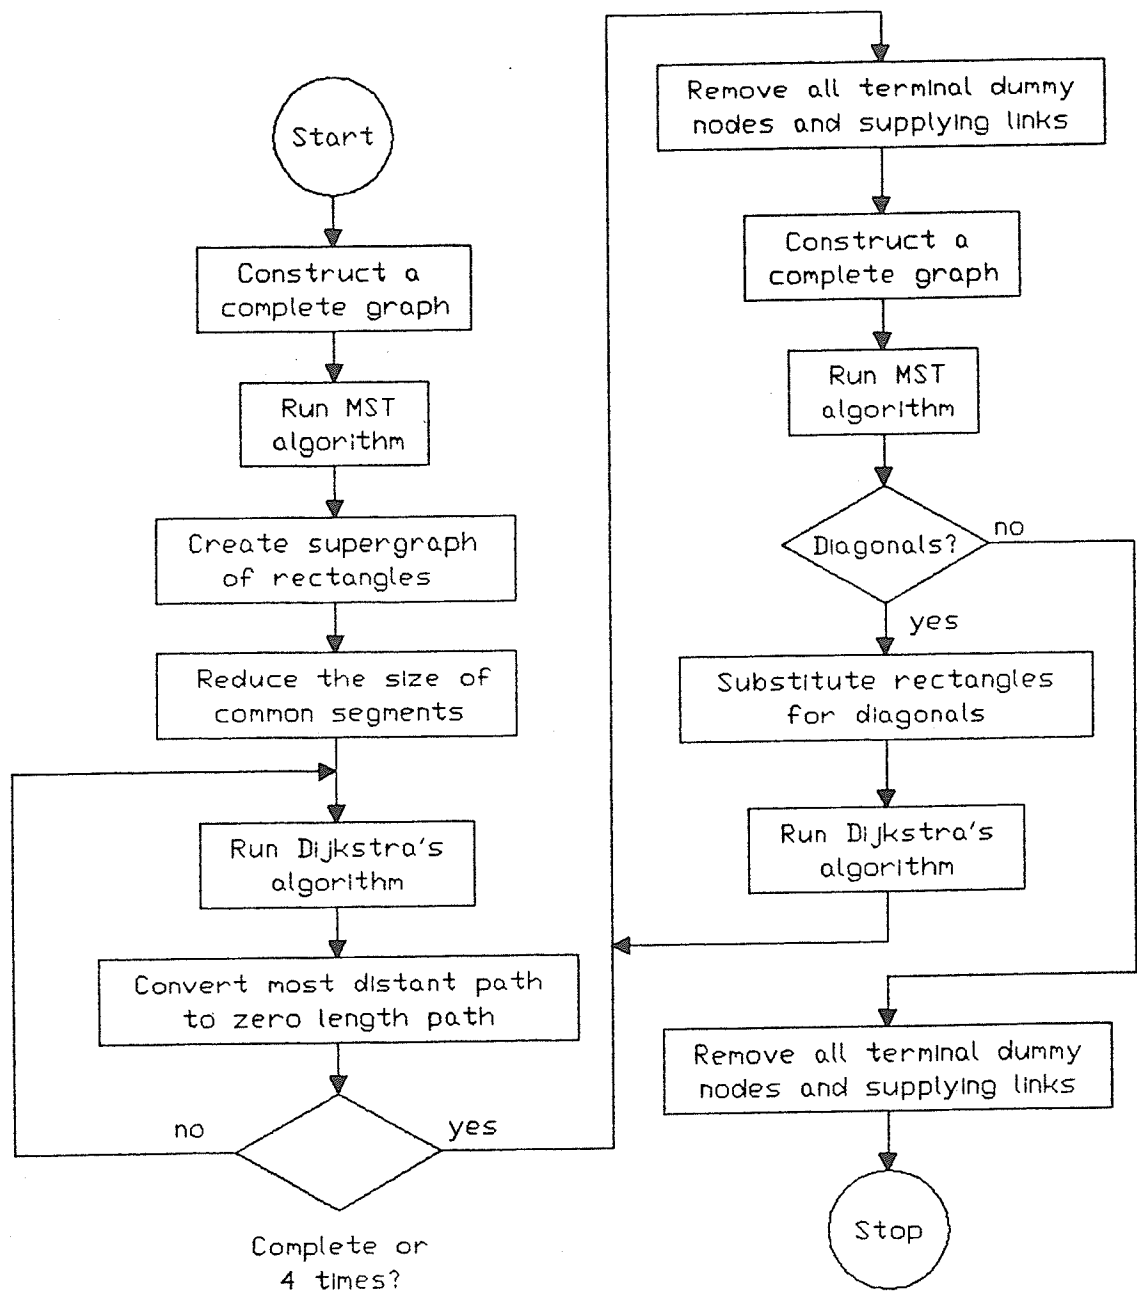 Start
Construct a
complete graph
Run MST
algorithm
Create supergraph
of rectangles
Reduce the size of
common segments
Run Dijkstra's
algorithm
Convert most distant path
to zero length path
no
yes
Complete or
4 times?
Remove all terminal dummy
nodes and supplying links
Construct a
complete graph
Run MST
algorithm
Diagonals?
no
yes
Substitute rectangles
for diagonals
Run Dijkstra's
algorithm
Remove all terminal dummy
nodes and supplying links
Stop